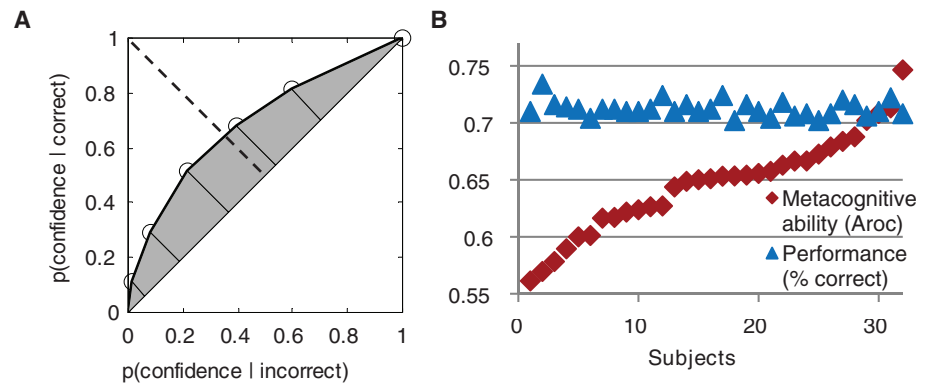 A
p(confidence | correct)
1
0.8
0.6
0.4
0.2
0
0 0.2 0.4 0.6 0.8 1
p(confidence | incorrect)
B
0.75
0.7
0.65
0.6
0.55
0 10 20 30
Subjects
Metacognitive
ability (Aroc)
Performance
(% correct)